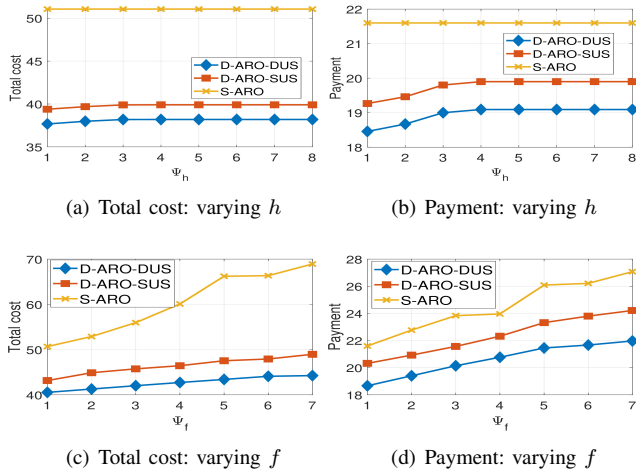 50
45
40
35
Total cost
D-ARO-DUS
D-ARO-SUS
S-ARO
1 2 3 4 5 6 7 8
Ψh
(a) Total cost: varying h
22
21
20
19
18
Payment
D-ARO-DUS
D-ARO-SUS
S-ARO
1 2 3 4 5 6 7 8
Ψh
(b) Payment: varying h
70
60
50
40
Total cost
D-ARO-DUS
D-ARO-SUS
S-ARO
1 2 3 4 5 6 7
Ψf
(c) Total cost: varying f
28
26
24
22
20
18
Payment
D-ARO-DUS
D-ARO-SUS
S-ARO
1 2 3 4 5 6 7
Ψf
(d) Payment: varying f